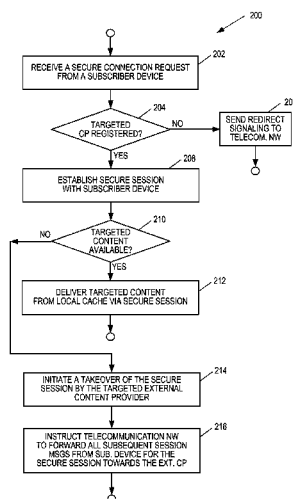 200
RECEIVE A SECURE CONNECTION REQUEST
FROM A SUBSCRIBER DEVICE
202
TARGETED
CP REGISTERED?
204
NO
YES
SEND REDIRECT
SIGNALING TO
TELECOM. NW
20
ESTABLISH SECURE SESSION
WITH SUBSCRIBER DEVICE
208
TARGETED
CONTENT
AVAILABLE?
210
NO
YES
DELIVER TARGETED CONTENT
FROM LOCAL CACHE VIA SECURE SESSION
212
INITIATE A TAKEOVER OF THE SECURE
SESSION BY THE TARGETED EXTERNAL
CONTENT PROVIDER
214
INSTRUCT TELECOMMUNICATION NW
TO FORWARD ALL SUBSEQUENT SESSION
MSGS FROM SUB. DEVICE FOR THE
SECURE SESSION TOWARDS THE EXT. CP
216